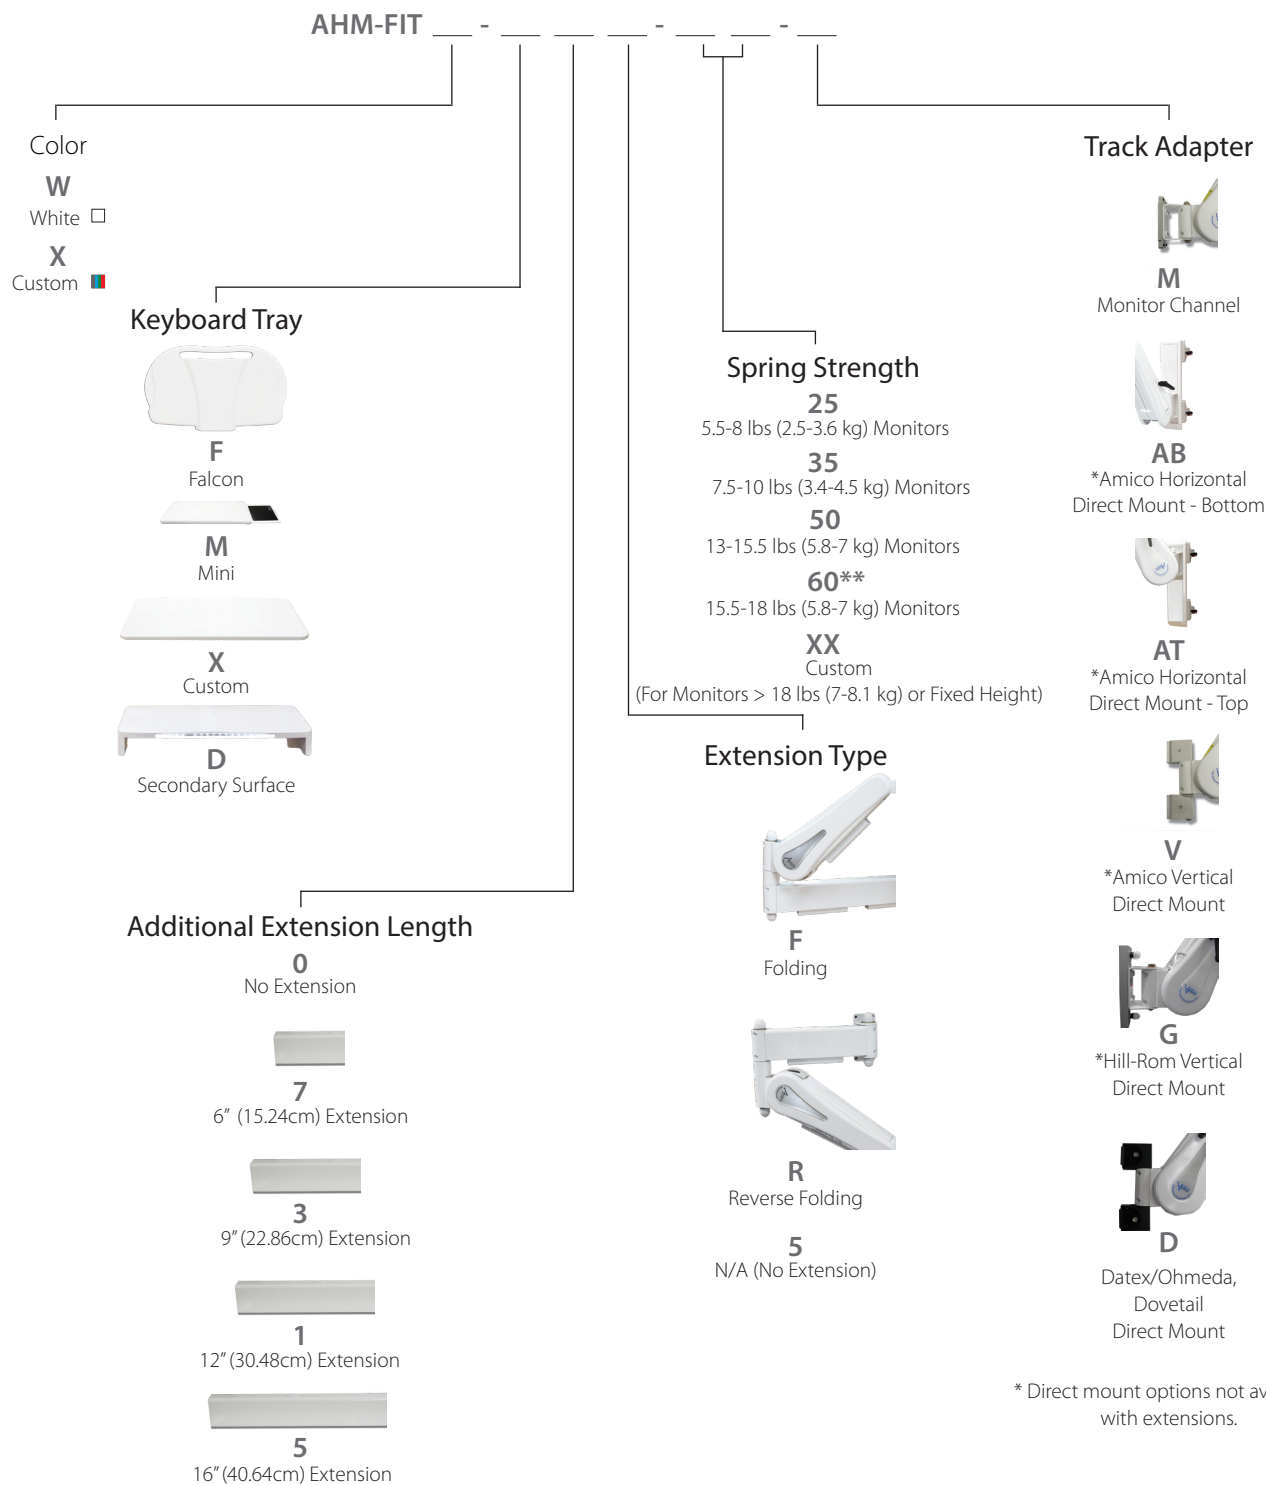 AHM-FIT __ - __ __ __ - __ __ - __
Color
W
White
X
Custom
Keyboard Tray
F
Falcon
M
Mini
X
Custom
D
Secondary Surface
Additional Extension Length
0
No Extension
7
6” (15.24cm) Extension
3
9” (22.86cm) Extension
1
12” (30.48cm) Extension
5
16” (40.64cm) Extension
Spring Strength
25
5.5-8 lbs (2.5-3.6 kg) Monitors
35
7.5-10 lbs (3.4-4.5 kg) Monitors
50
13-15.5 lbs (5.8-7 kg) Monitors
60**
15.5-18 lbs (5.8-7 kg) Monitors
XX
Custom
(For Monitors > 18 lbs (7-8.1 kg) or Fixed Height)
Extension Type
F
Folding
R
Reverse Folding
5
N/A (No Extension)
Track Adapter
M
Monitor Channel
AB
*Amico Horizontal
Direct Mount - Bottom
AT
*Amico Horizontal
Direct Mount - Top
V
*Amico Vertical
Direct Mount
G
*Hill-Rom Vertical
Direct Mount
D
Datex/Ohmeda,
Dovetail
Direct Mount
* Direct mount options not
with extensions.